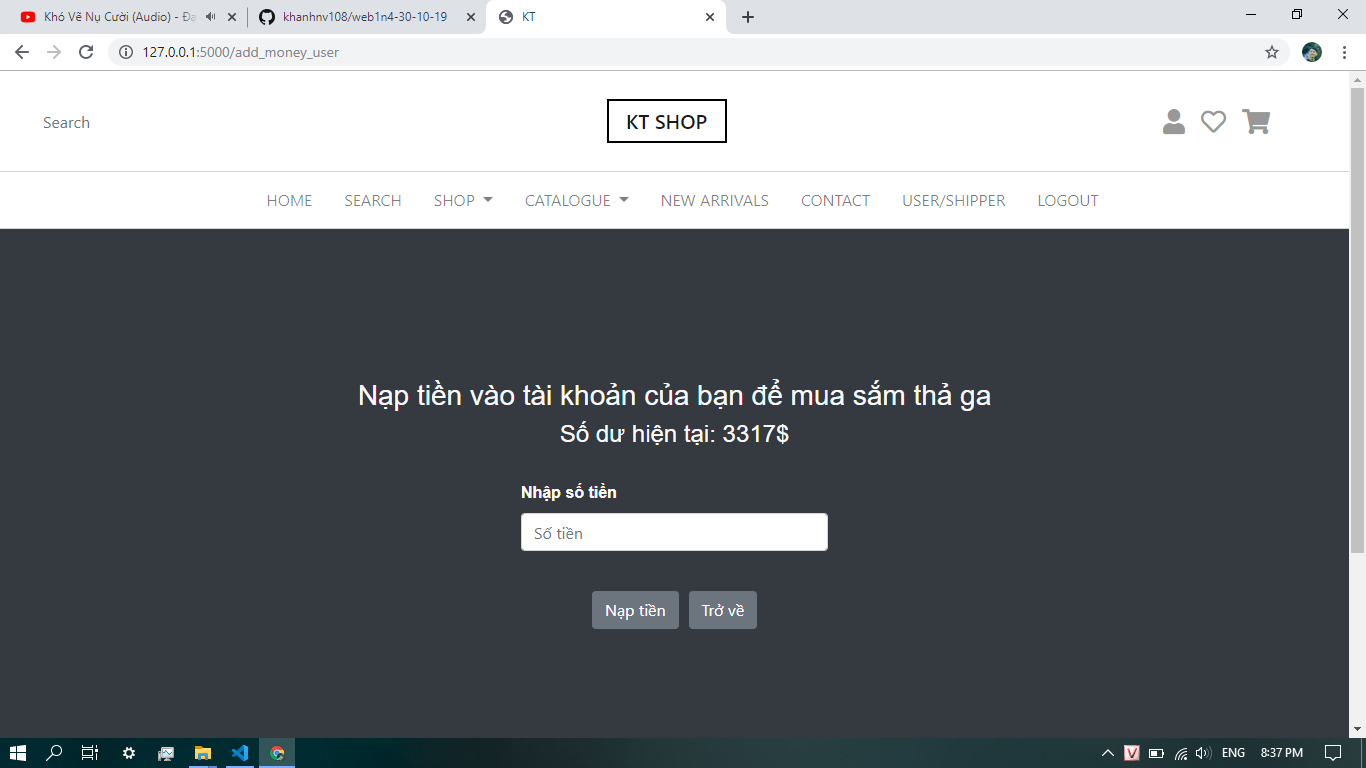 Khó Vẽ Nụ Cười (Audio) - Đạ
khanhnv108/web1n4-30-10-19
KT
127.0.0.1:5000/add_money_user
Search
KT SHOP
HOME SEARCH SHOP CATALOGUE NEW ARRIVALS CONTACT USER/SHIPPER LOGOUT
Nạp tiền vào tài khoản của bạn để mua sắm thả ga
Số dư hiện tại: 3317$
Nhập số tiền
Số tiền
Nạp tiền Trở về
V ENG 8:37 PM